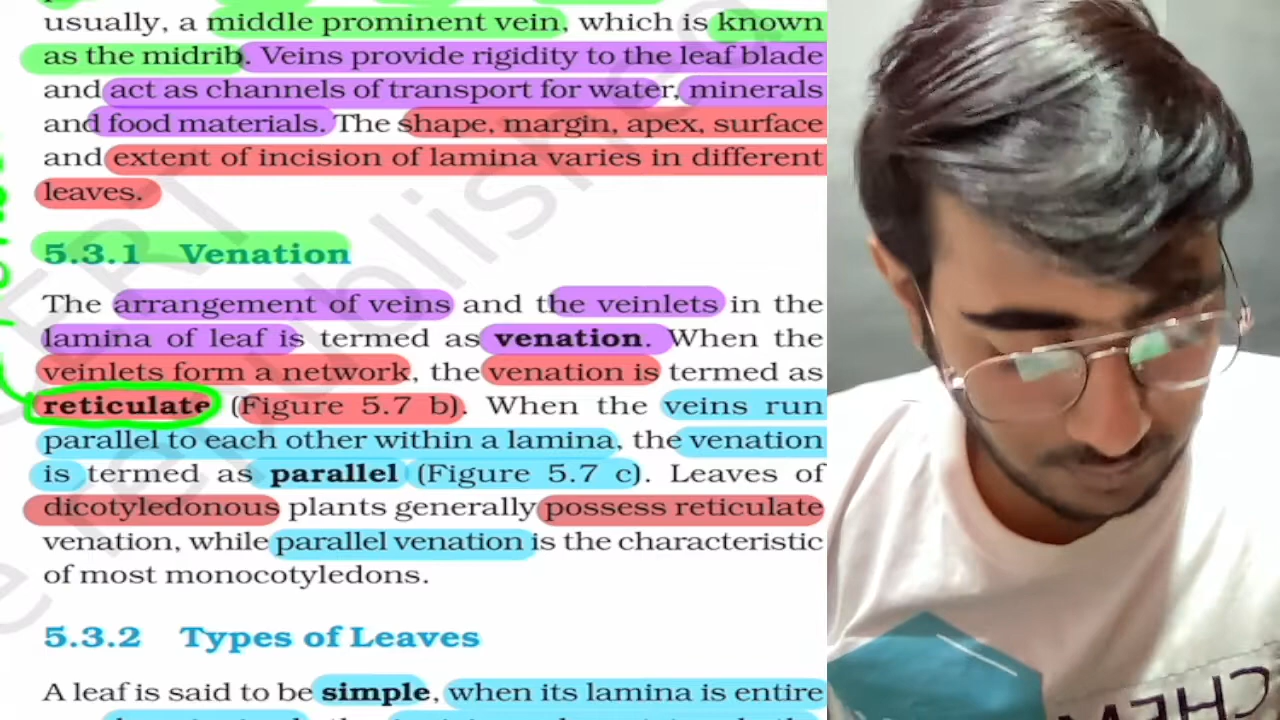 usually, a middle prominent vein, which is known
as the midrib. Veins provide rigidity to the leaf blade
and act as channels of transport for water, minerals
and food materials. The shape, margin, apex, surface
and extent of incision of lamina varies in different
leaves.
5.3.1 Venation
The arrangement of veins and the veinlets in the
lamina of leaf is termed as venation. When the
veinlets form a network, the venation is termed as
reticulate (Figure 5.7 b). When the veins run
parallel to each other within a lamina, the venation
is termed as parallel (Figure 5.7 c). Leaves of
dicotyledonous plants generally possess reticulate
venation, while parallel venation is the characteristic
of most monocotyledons.
5.3.2 Types of Leaves
A leaf is said to be simple, when its lamina is entire
CHEM